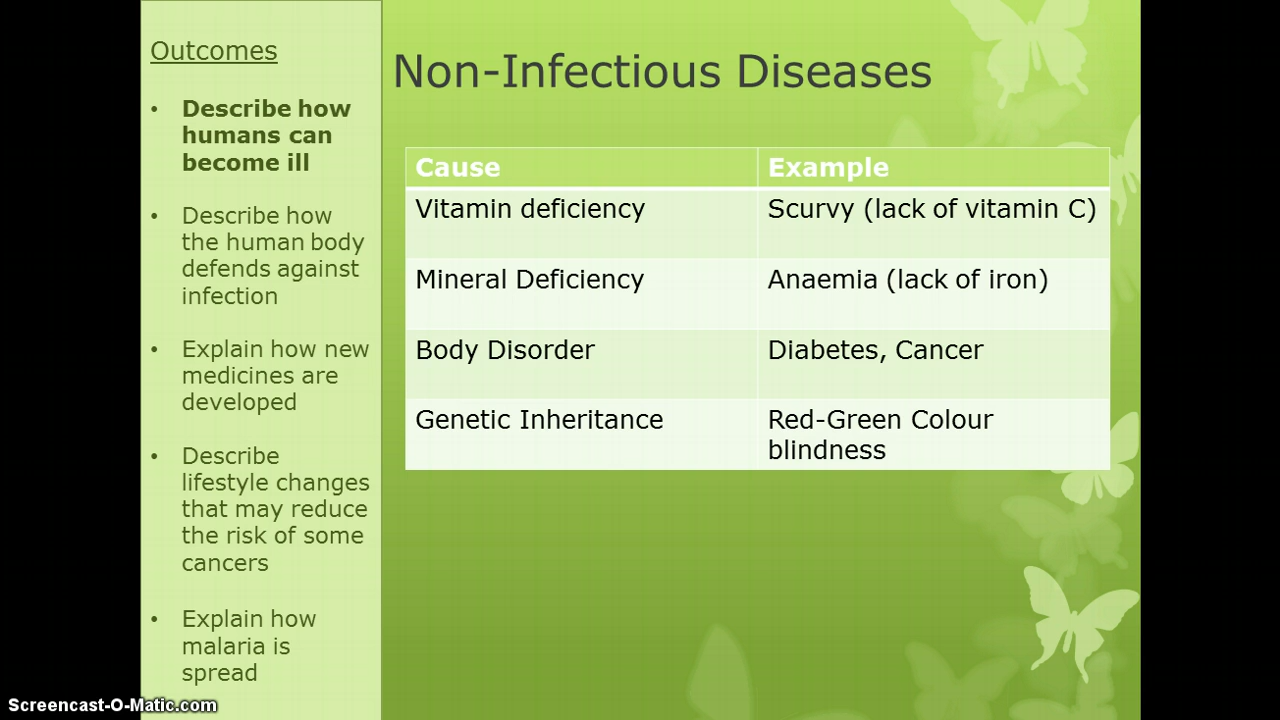 Outcomes
• Describe how
humans can
become ill
• Describe how
the human body
defends against
infection
• Explain how new
medicines are
developed
• Describe
lifestyle changes
that may reduce
the risk of some
cancers
• Explain how
malaria is
spread
Non-Infectious Diseases
Cause Example
Vitamin deficiency Scurvy (lack of vitamin C)
Mineral Deficiency Anaemia (lack of iron)
Body Disorder Diabetes, Cancer
Genetic Inheritance Red-Green Colour
blindness
Screencast-O-Matic.com